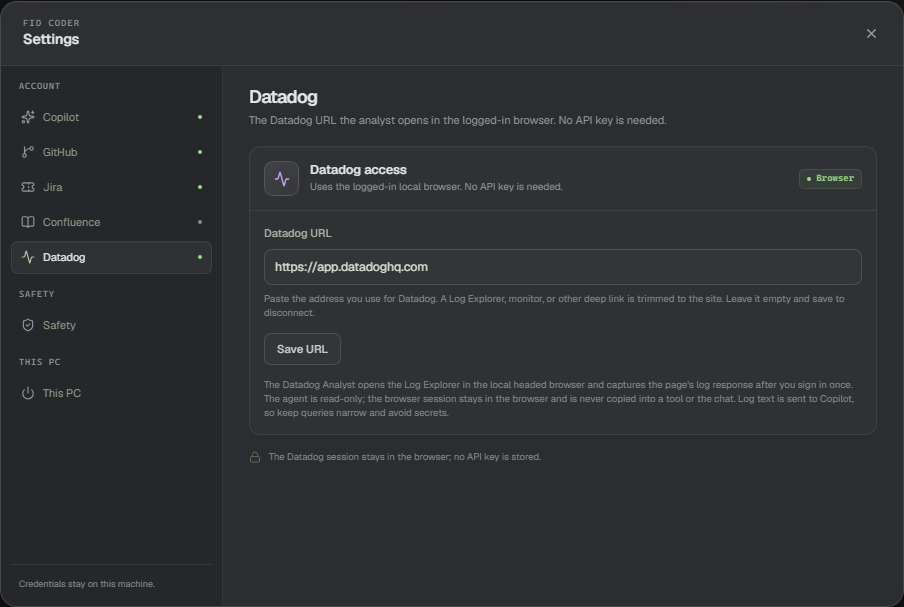 FID CODER
Settings
ACCOUNT
Copilot
GitHub
Jira
Confluence
Datadog
SAFETY
Safety
THIS PC
This PC
Credentials stay on this machine.
Datadog
The Datadog URL the analyst opens in the logged-in browser. No API key is needed.
Datadog access
Uses the logged-in local browser. No API key is needed.
Browser
Datadog URL
https://app.datadoghq.com
Paste the address you use for Datadog. A Log Explorer, monitor, or other deep link is trimmed to the site. Leave it empty and save to
disconnect.
Save URL
The Datadog Analyst opens the Log Explorer in the local headed browser and captures the page's log response after you sign in once.
The agent is read-only; the browser session stays in the browser and is never copied into a tool or the chat. Log text is sent to Copilot,
so keep queries narrow and avoid secrets.
The Datadog session stays in the browser; no API key is stored.